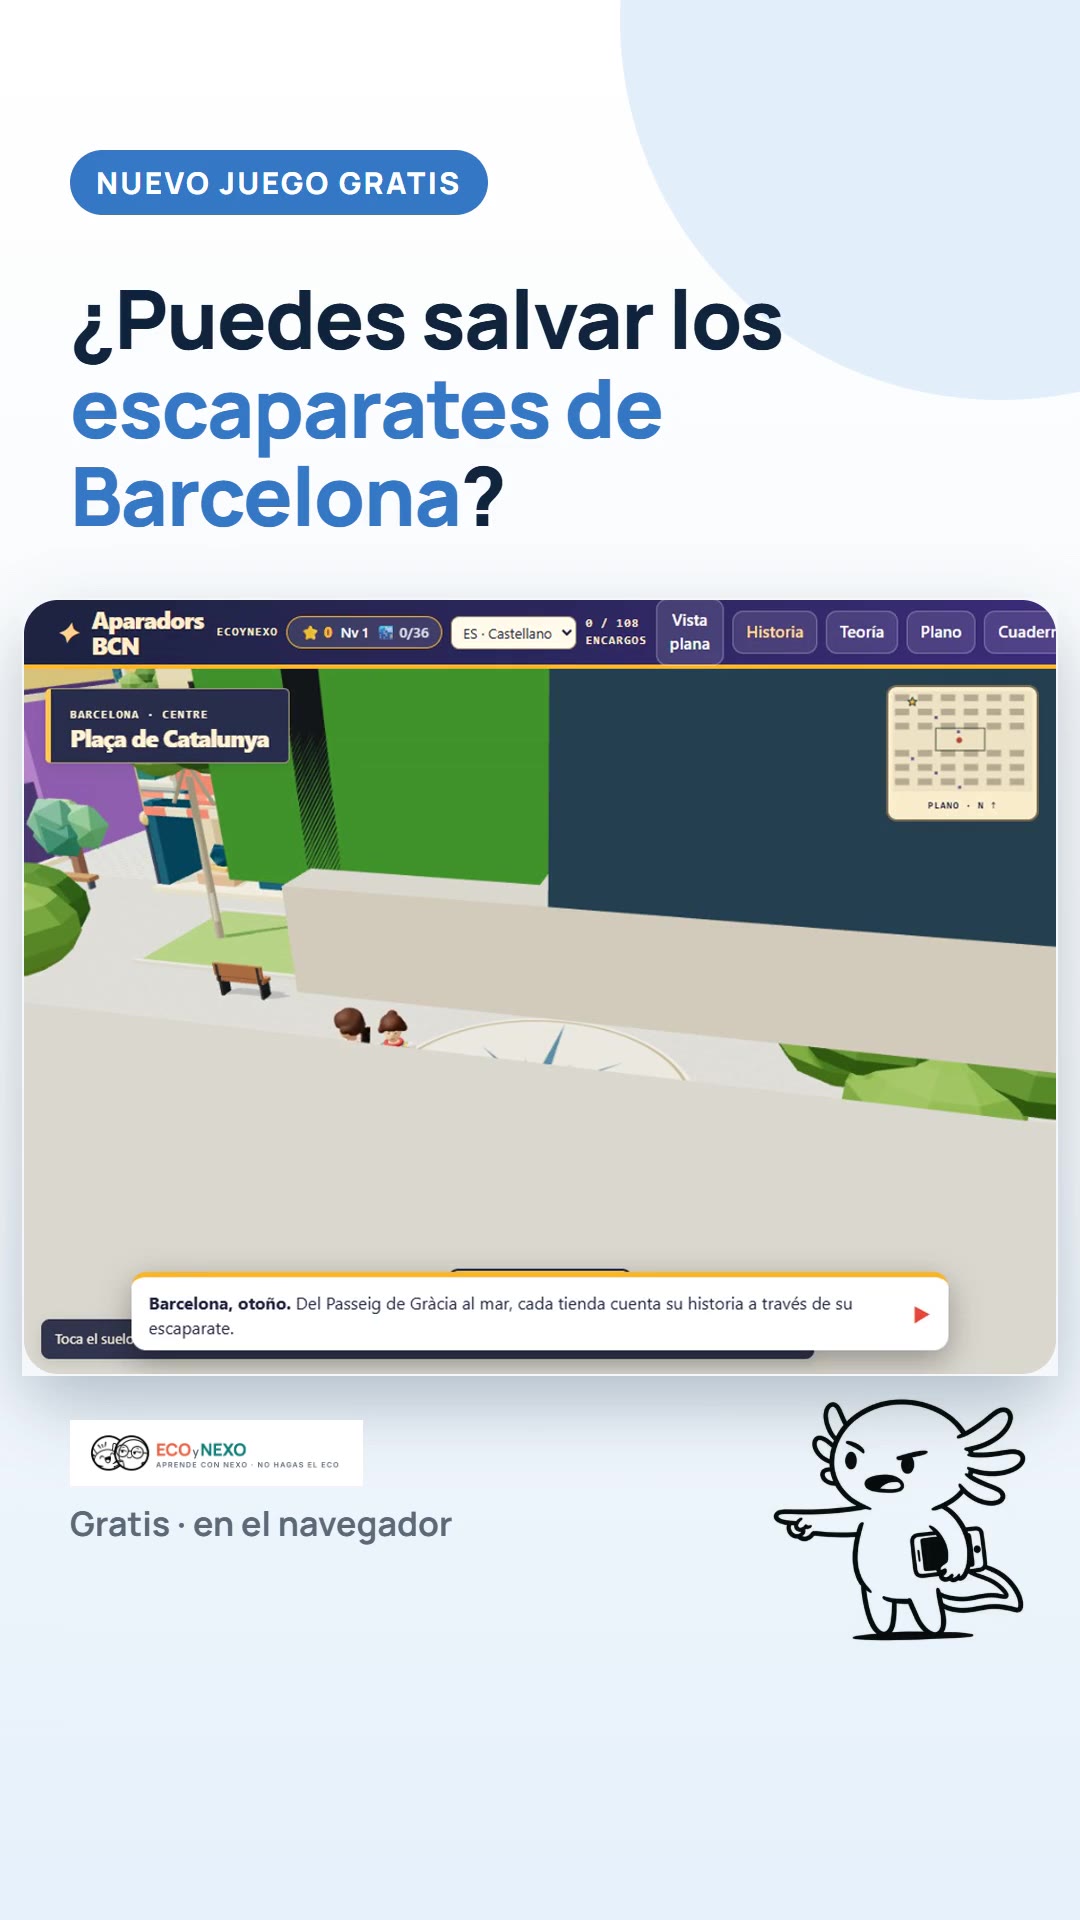 NUEVO JUEGO GRATIS
¿Puedes salvar los
escaparates de
Barcelona?
Aparadors
BCN
ECOYNEXO
0 Nv 1 0/36
ES · Castellano
0 / 108
ENCARGOS
Vista
plana
Historia
Teoría
Plano
BARCELONA · CENTRE
Plaça de Catalunya
PLANO · N ↑
Barcelona, otoño. Del Passeig de Gràcia al mar, cada tienda cuenta su historia a través de su
escaparate.
Toca el suelo
ECOyNEXO
APRENDE CON NEXO · NO HAGAS EL ECO
Gratis · en el navegador